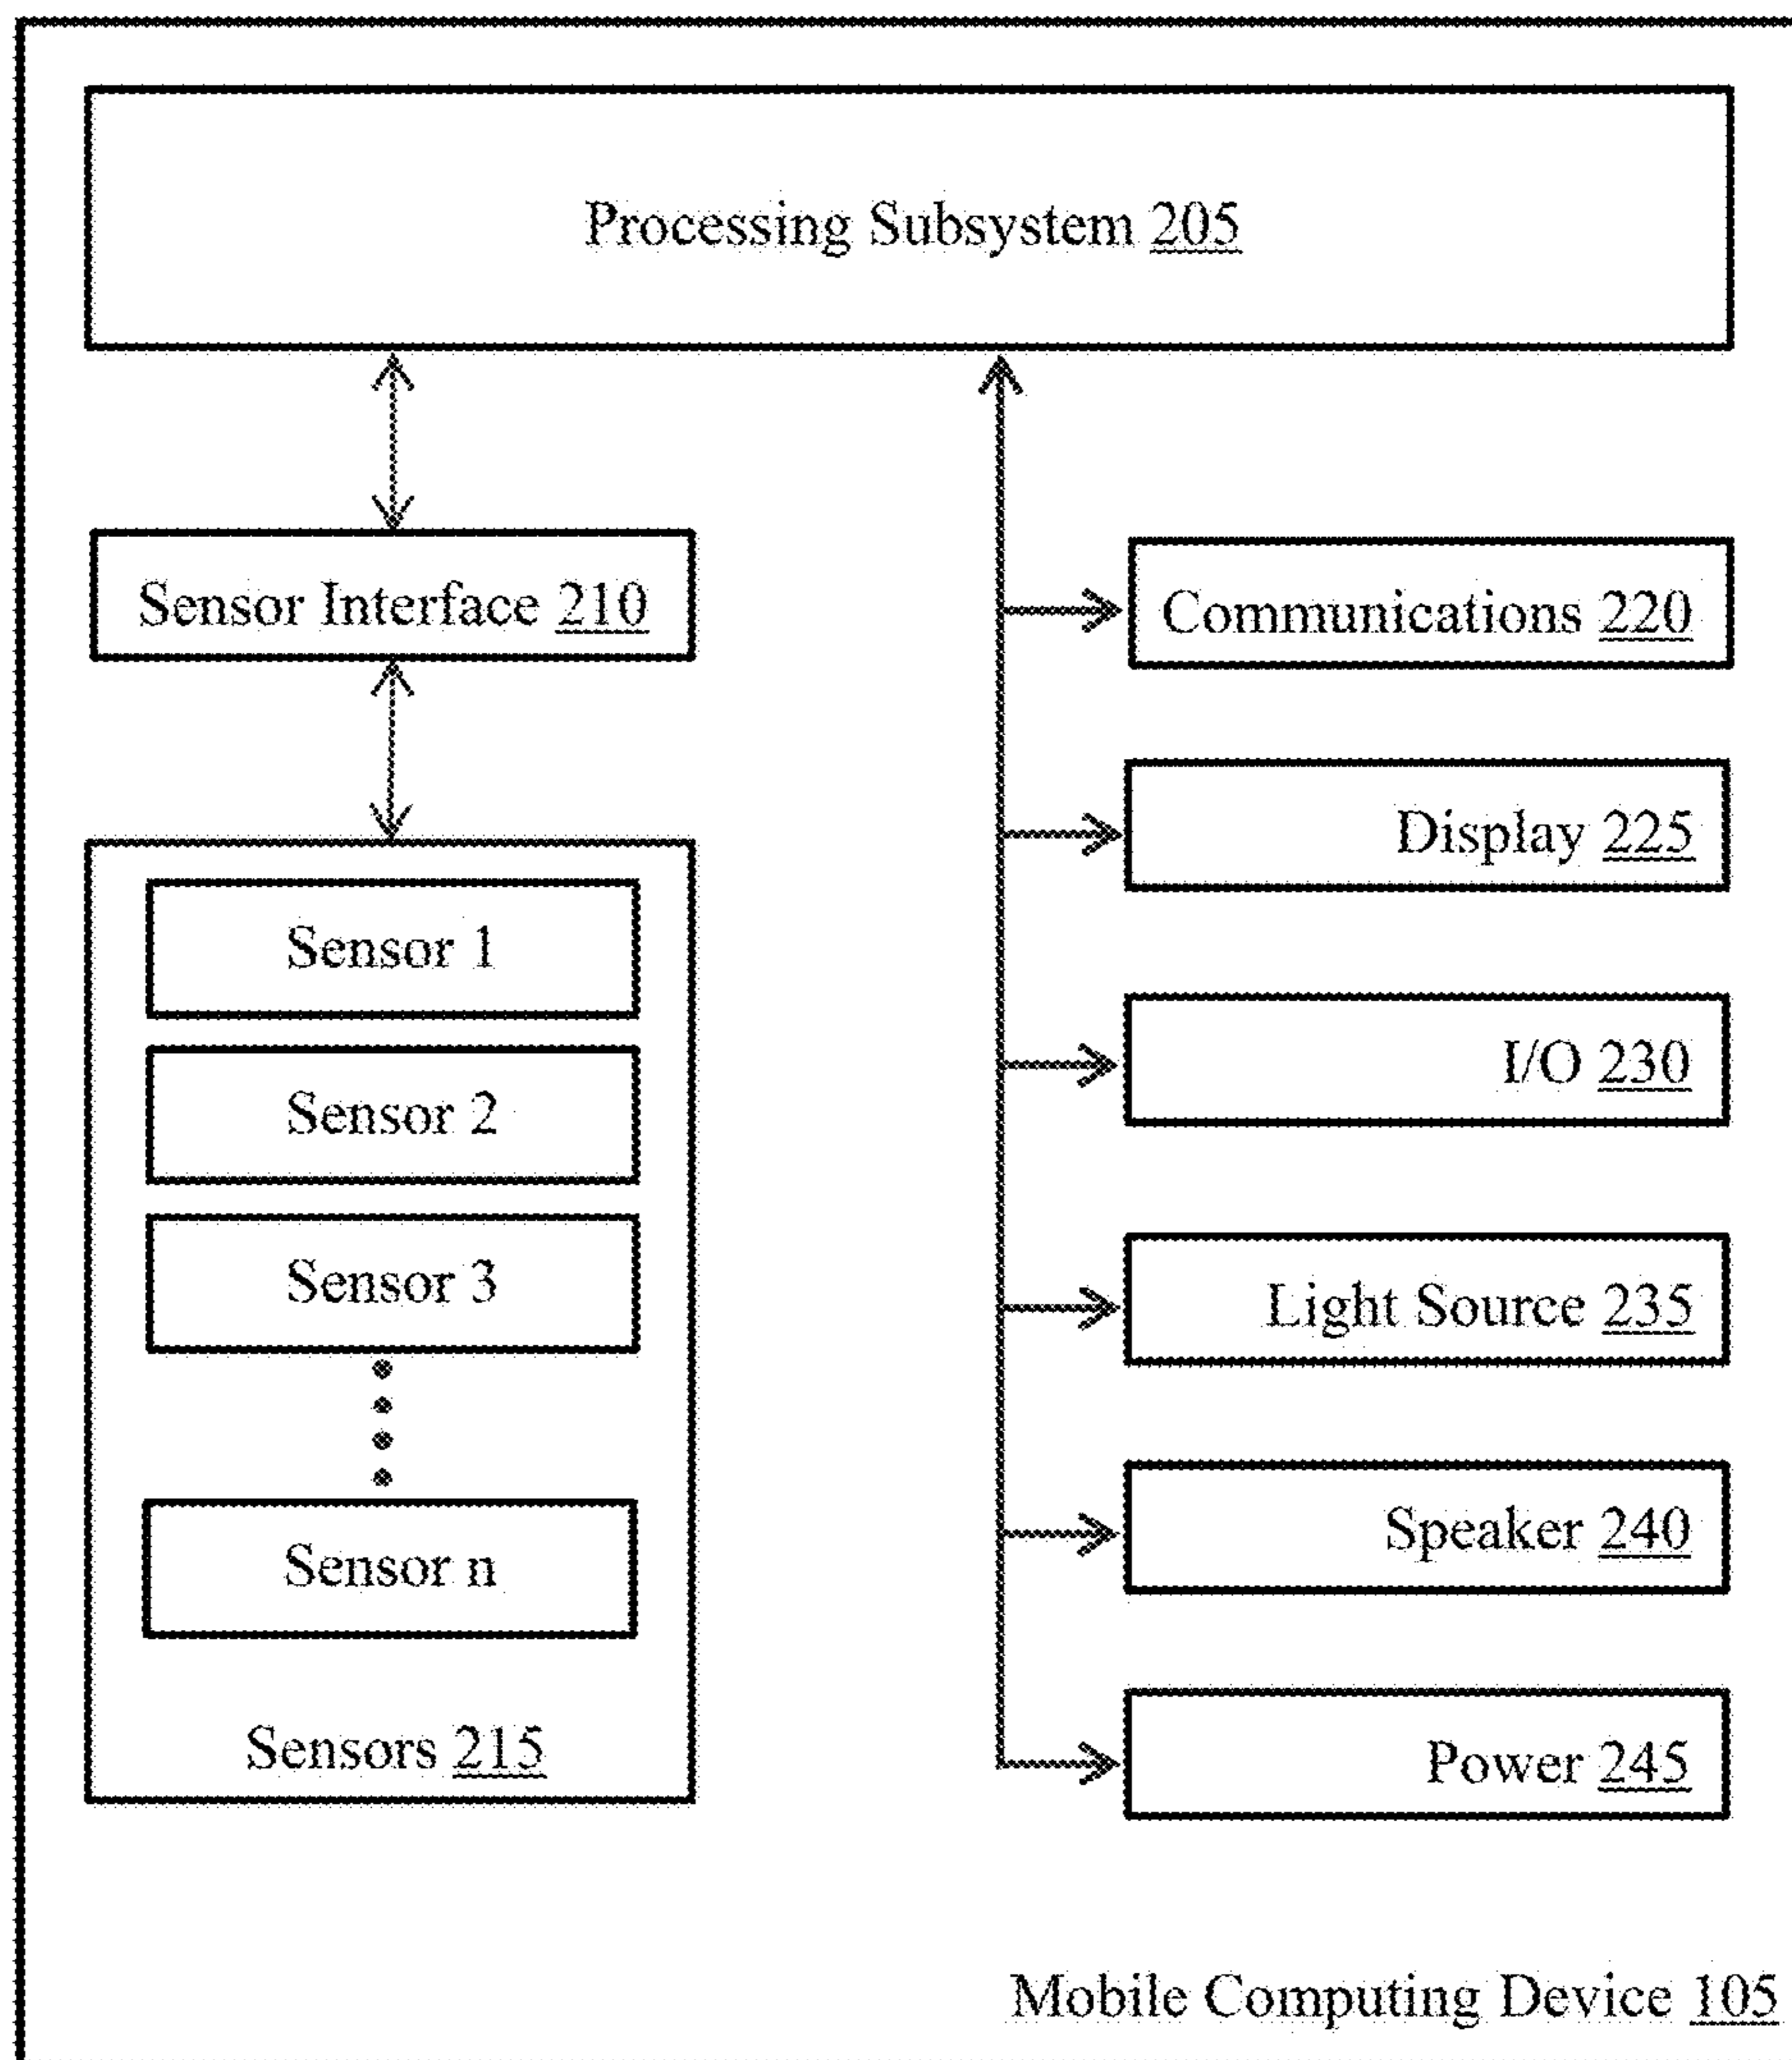 Processing Subsystem 205
Sensor Interface 210
Sensor 1
Sensor 2
Sensor 3
Sensor n
Sensors 215
Communications 220
Display 225
I/O 230
Light Source 235
Speaker 240
Power 245
Mobile Computing Device 105